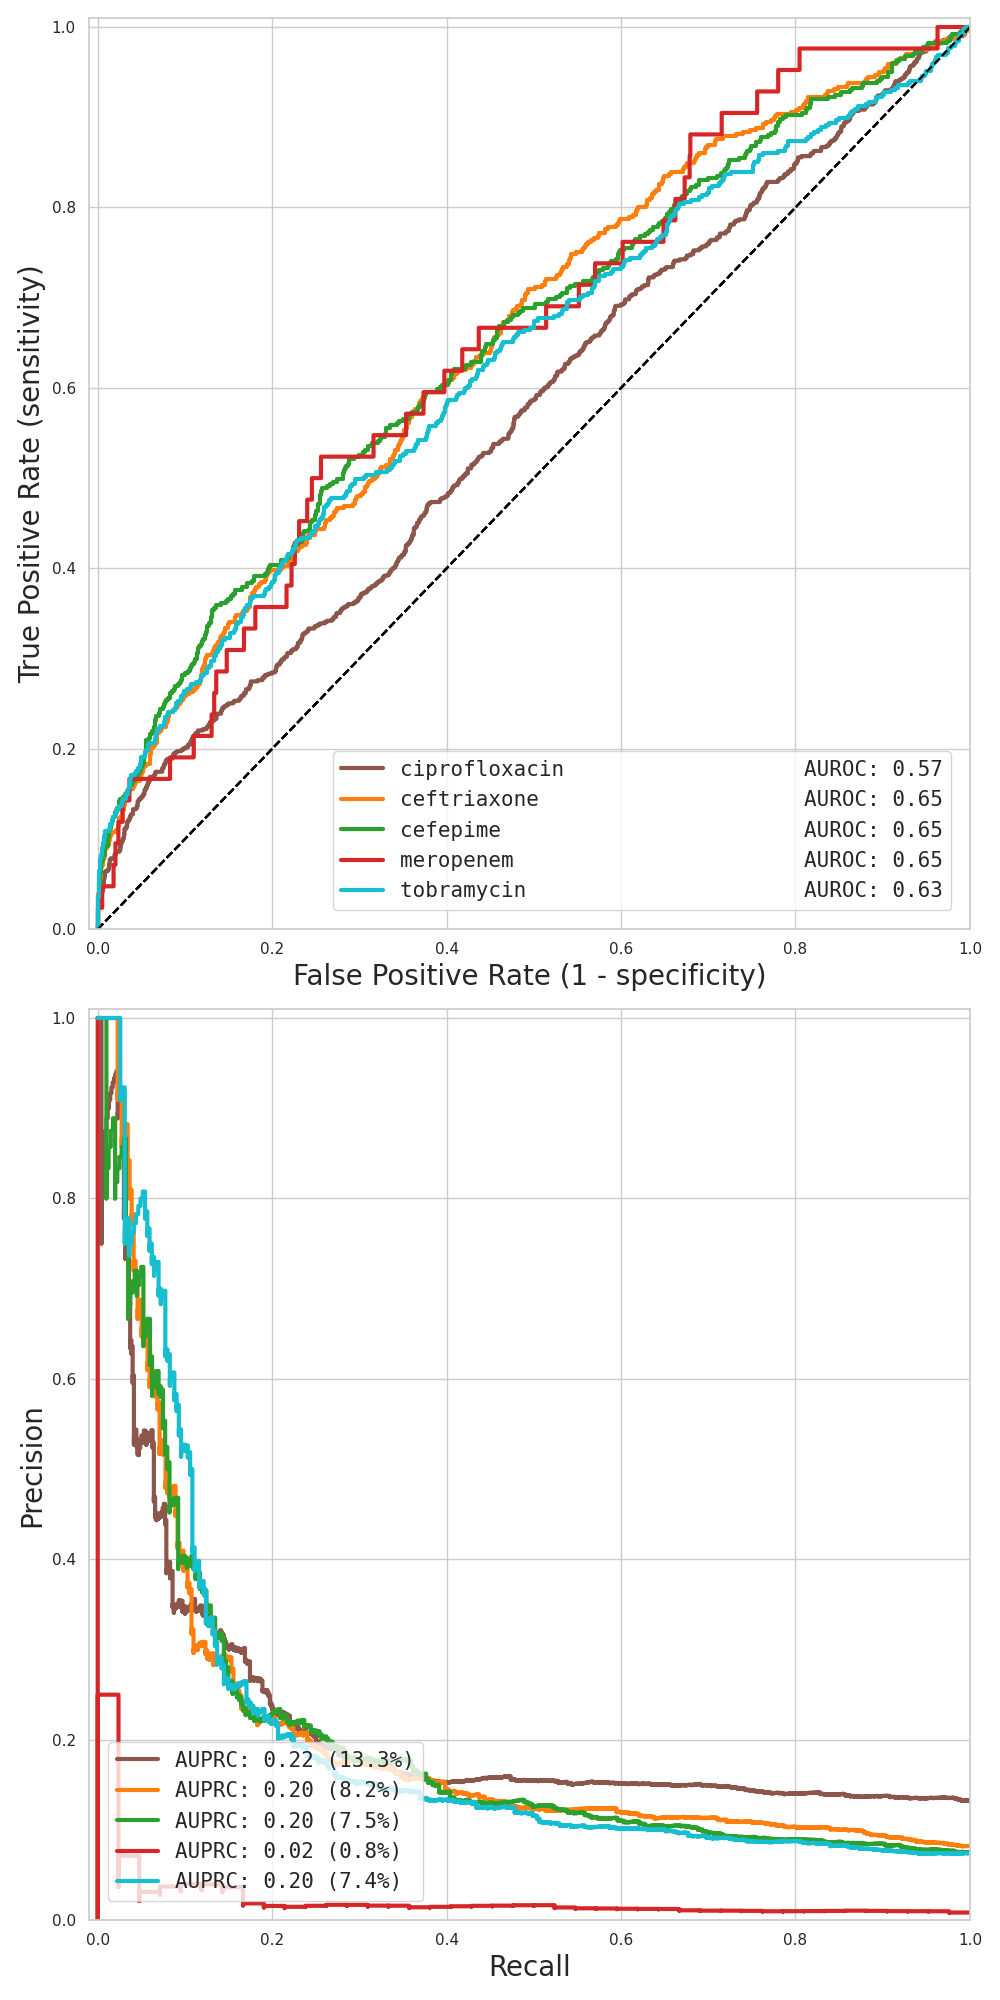 1.0
0.8
0.6
0.4
0.2
0.0
True Positive Rate (sensitivity)
ciprofloxacin AUROC: 0.57
ceftriaxone AUROC: 0.65
cefepime AUROC: 0.65
meropenem AUROC: 0.65
tobramycin AUROC: 0.63
0.0 0.2 0.4 0.6 0.8 1.0
False Positive Rate (1 - specificity)
1.0
0.8
0.6
0.4
0.2
0.0
Precision
AUPRC: 0.22 (13.3%)
AUPRC: 0.20 (8.2%)
AUPRC: 0.20 (7.5%)
AUPRC: 0.02 (0.8%)
AUPRC: 0.20 (7.4%)
0.0 0.2 0.4 0.6 0.8 1.0
Recall